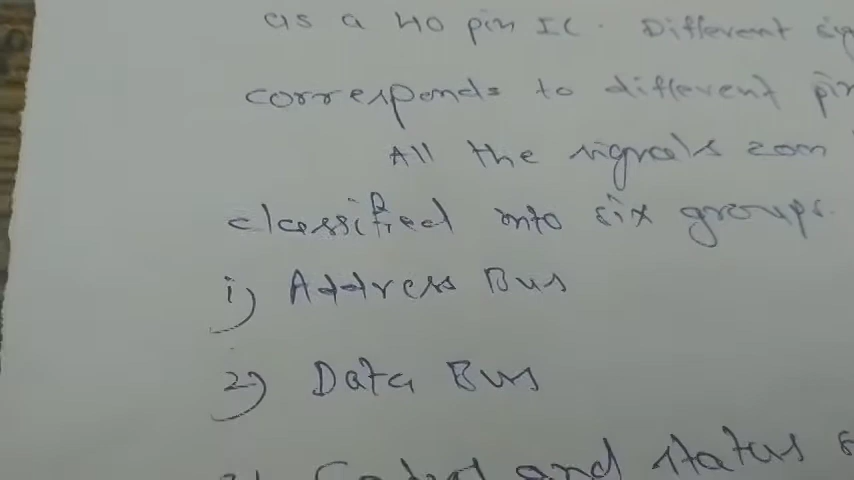 as a 40 pin IC. Different
corresponds to different
All the signals can
classified into six groups.
i) Address Bus
2) Data Bus
and status